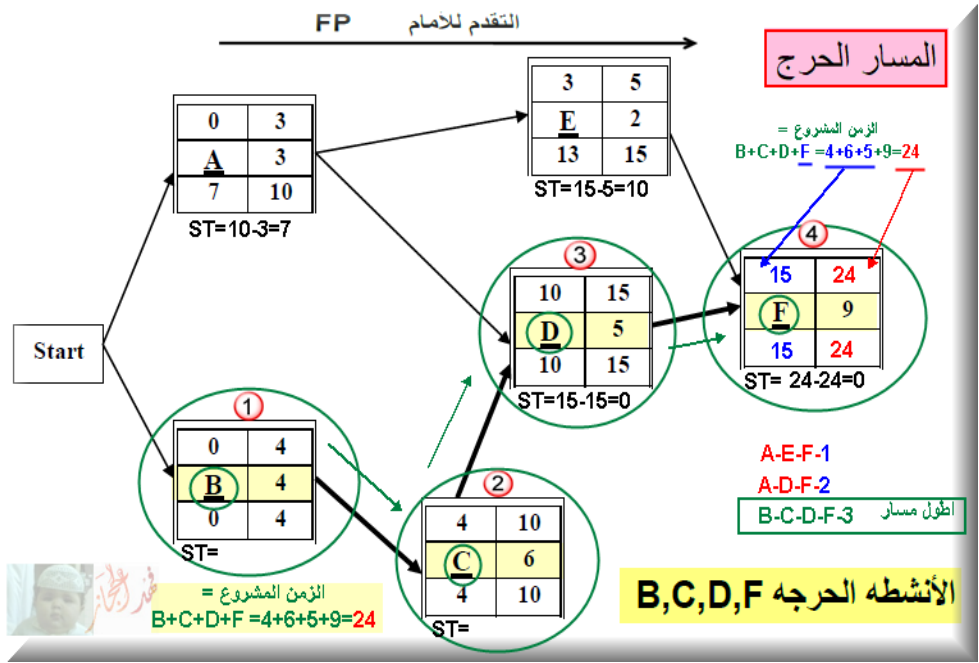 FP التقدم للأمام
المسار الحرج
0 3
A 3
7 10
ST=10-3=7
3 5
E 2
13 15
ST=15-5=10
الزمن المشروع =
B+C+D+F =4+6+5+9=24
Start
3
10 15
D 5
10 15
ST=15-15=0
4
15 24
F 9
15 24
ST= 24-24=0
1
0 4
B 4
0 4
ST=
2
4 10
C 6
4 10
ST=
A-E-F-1
A-D-F-2
B-C-D-F-3 اطول مسار
الزمن المشروع =
B+C+D+F =4+6+5+9=24
الأنشطه الحرجه B,C,D,F